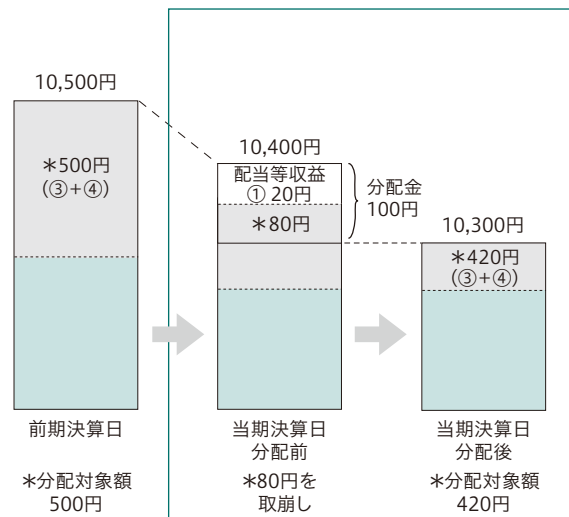 10,500円
＊500円
(③+④)
10,400円
配当等収益
① 20円
＊80円
分配金
100円
10,300円
＊420円
(③+④)
前期決算日
当期決算日
分配前
当期決算日
分配後
＊分配対象額
500円
＊80円を
取崩し
＊分配対象額
420円